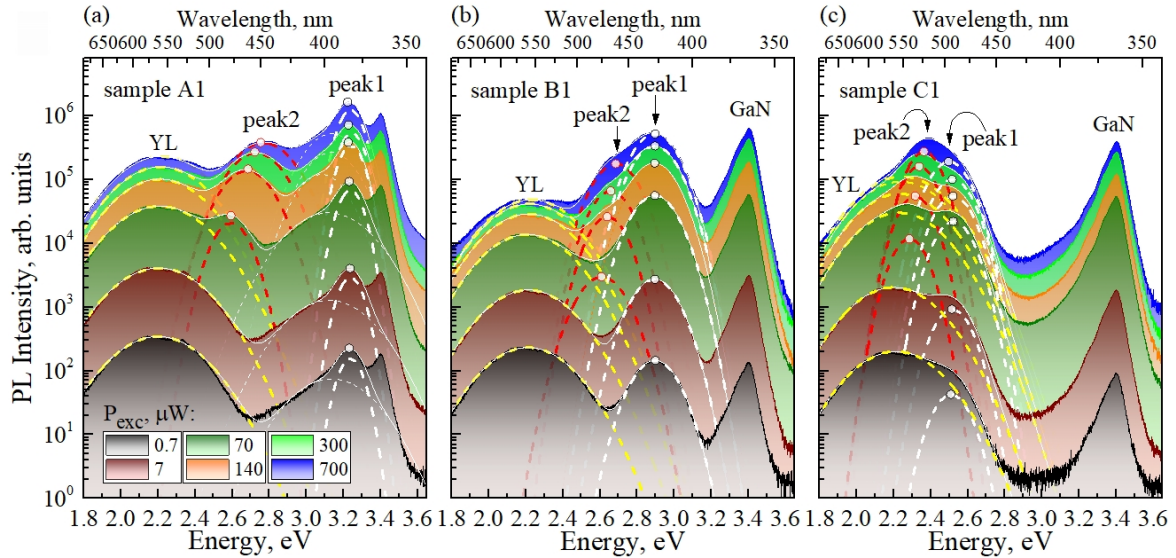 (a)
Wavelength, nm
650600 550 500 450 400 350
sample A1
peak1
YL
peak2
P_exc, μW:
0.7 70 300
7 140 700
1.8 2.0 2.2 2.4 2.6 2.8 3.0 3.2 3.4 3.6
Energy, eV
PL Intensity, arb. units
10^6
10^5
10^4
10^3
10^2
10^1
10^0
(b)
Wavelength, nm
650600 550 500 450 400 350
sample B1
peak1
peak2
GaN
YL
1.8 2.0 2.2 2.4 2.6 2.8 3.0 3.2 3.4 3.6
Energy, eV
(c)
Wavelength, nm
650600 550 500 450 400 350
sample C1
peak2
peak1
GaN
YL
1.8 2.0 2.2 2.4 2.6 2.8 3.0 3.2 3.4 3.6
Energy, eV